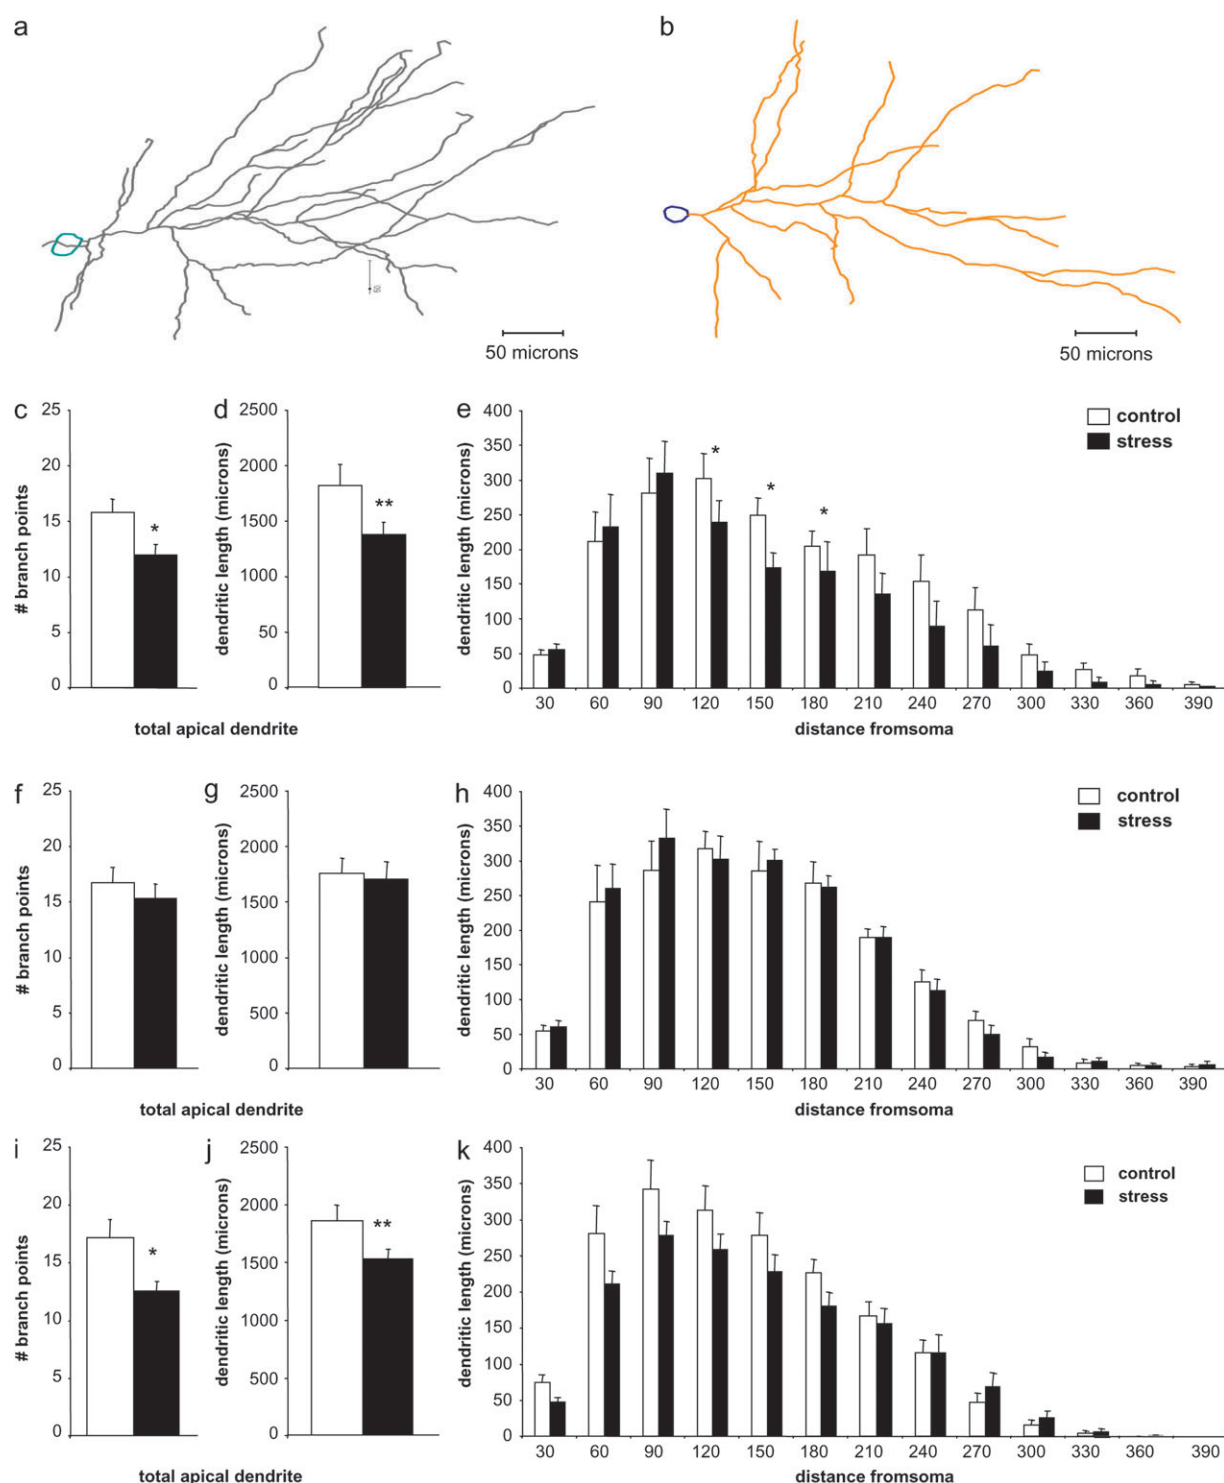 a
b
50 microns
50 microns
c
# branch points
25
20
15
10
5
0
*
d
dendritic length (microns)
2500
2000
1500
1000
50
0
**
total apical dendrite
e
dendritic length (microns)
400
350
300
250
200
150
100
50
0
* * *
control
stress
30 60 90 120 150 180 210 240 270 300 330 360 390
distance fromsoma
f
# branch points
25
20
15
10
5
0
g
dendritic length (microns)
2500
2000
1500
1000
500
0
total apical dendrite
h
dendritic length (microns)
400
350
300
250
200
150
100
50
0
control
stress
30 60 90 120 150 180 210 240 270 300 330 360 390
distance fromsoma
i
# branch points
25
20
15
10
5
0
*
j
dendritic length (microns)
2500
2000
1500
1000
500
0
**
total apical dendrite
k
dendritic length (microns)
400
350
300
250
200
150
100
50
0
control
stress
30 60 90 120 150 180 210 240 270 300 330 360 390
distance fromsoma